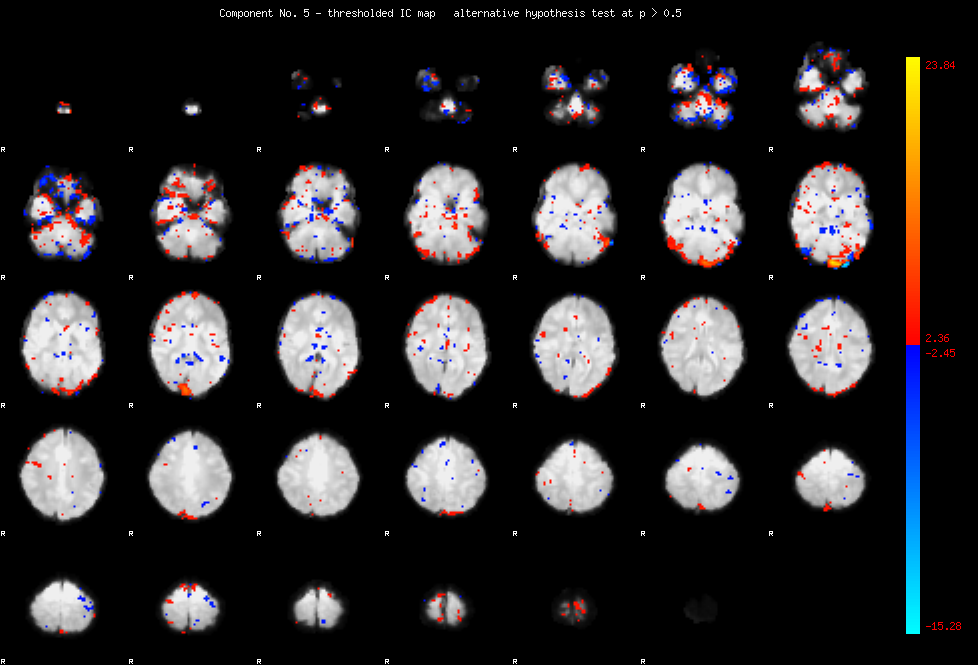 Component No. 5 - thresholded IC map   alternative hypothesis test at p > 0.5
23.84
R R R R R R R
R R R R R R R
2.36
-2.45
R R R R R R R
R R R R R R R
-15.20
R R R R R R